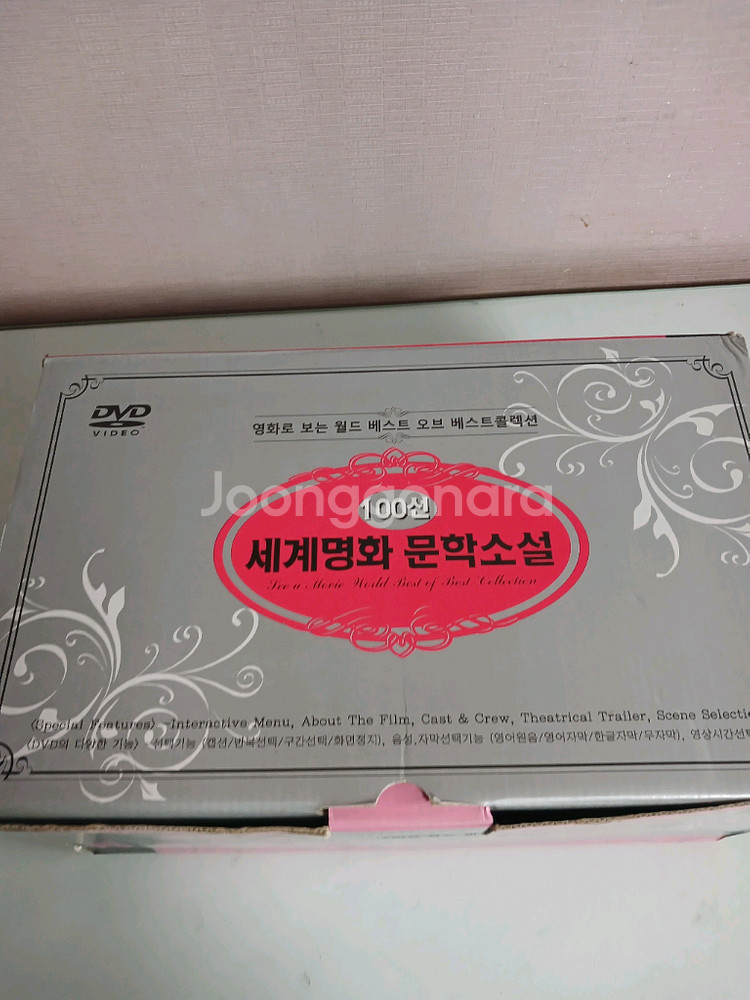 DVD
VIDEO™
영화로 보는 월드 베스트 오브 베스트콜렉션
Joonggonara
100선
세계명화 문학소설
See a Movie World Best of Best Collection
<Special Features> -Interactive Menu, About The Film, Cast & Crew, Theatrical Trailer, Scene Selecti
<DVD의 다양한 기능> -선택기능 (캡션/반복선택/구간선택/화면정지), 음성,자막선택기능 (영어원음/영어자막/한글자막/무자막), 영상시간선택